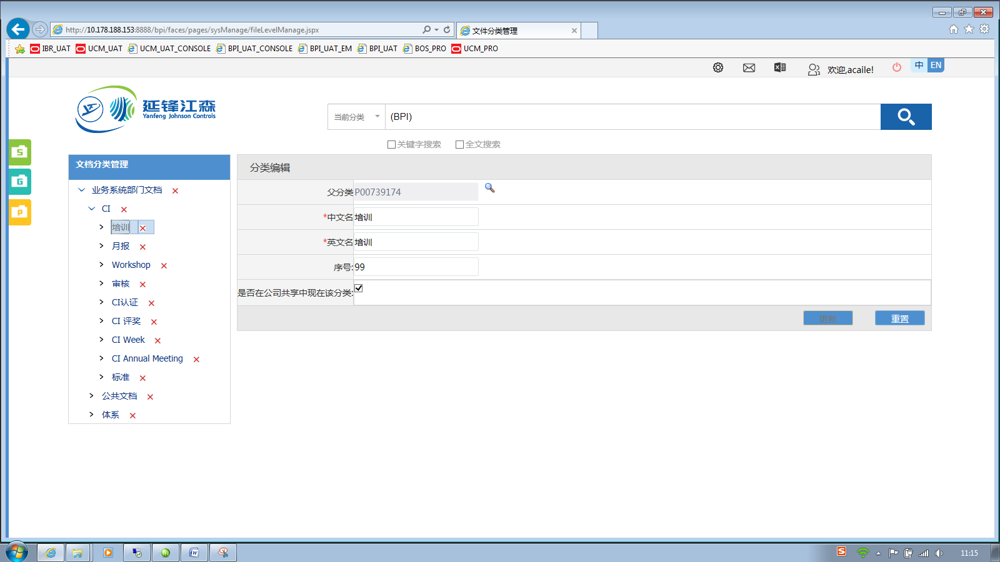 http://10.178.188.153:8888/bpi/faces/pages/sysManage/fileLevelManage.jspx
文件分类管理
IBR_UAT UCM_UAT UCM_UAT_CONSOLE BPI_UAT_CONSOLE BPI_UAT_EM BPI_UAT BOS_PRO UCM_PRO
欢迎,acaile! 中 EN
延锋江森
Yanfeng Johnson Controls
当前分类 (BPI)
关键字搜索 全文搜索
S
G
P
文档分类管理
业务系统部门文档
CI
培训
月报
Workshop
审核
CI认证
CI 评奖
CI Week
CI Annual Meeting
标准
公共文档
体系
分类编辑
父分类 P00739174
*中文名 培训
*英文名 培训
序号: 99
是否在公司共享中现在该分类:
更新 重置
11:15